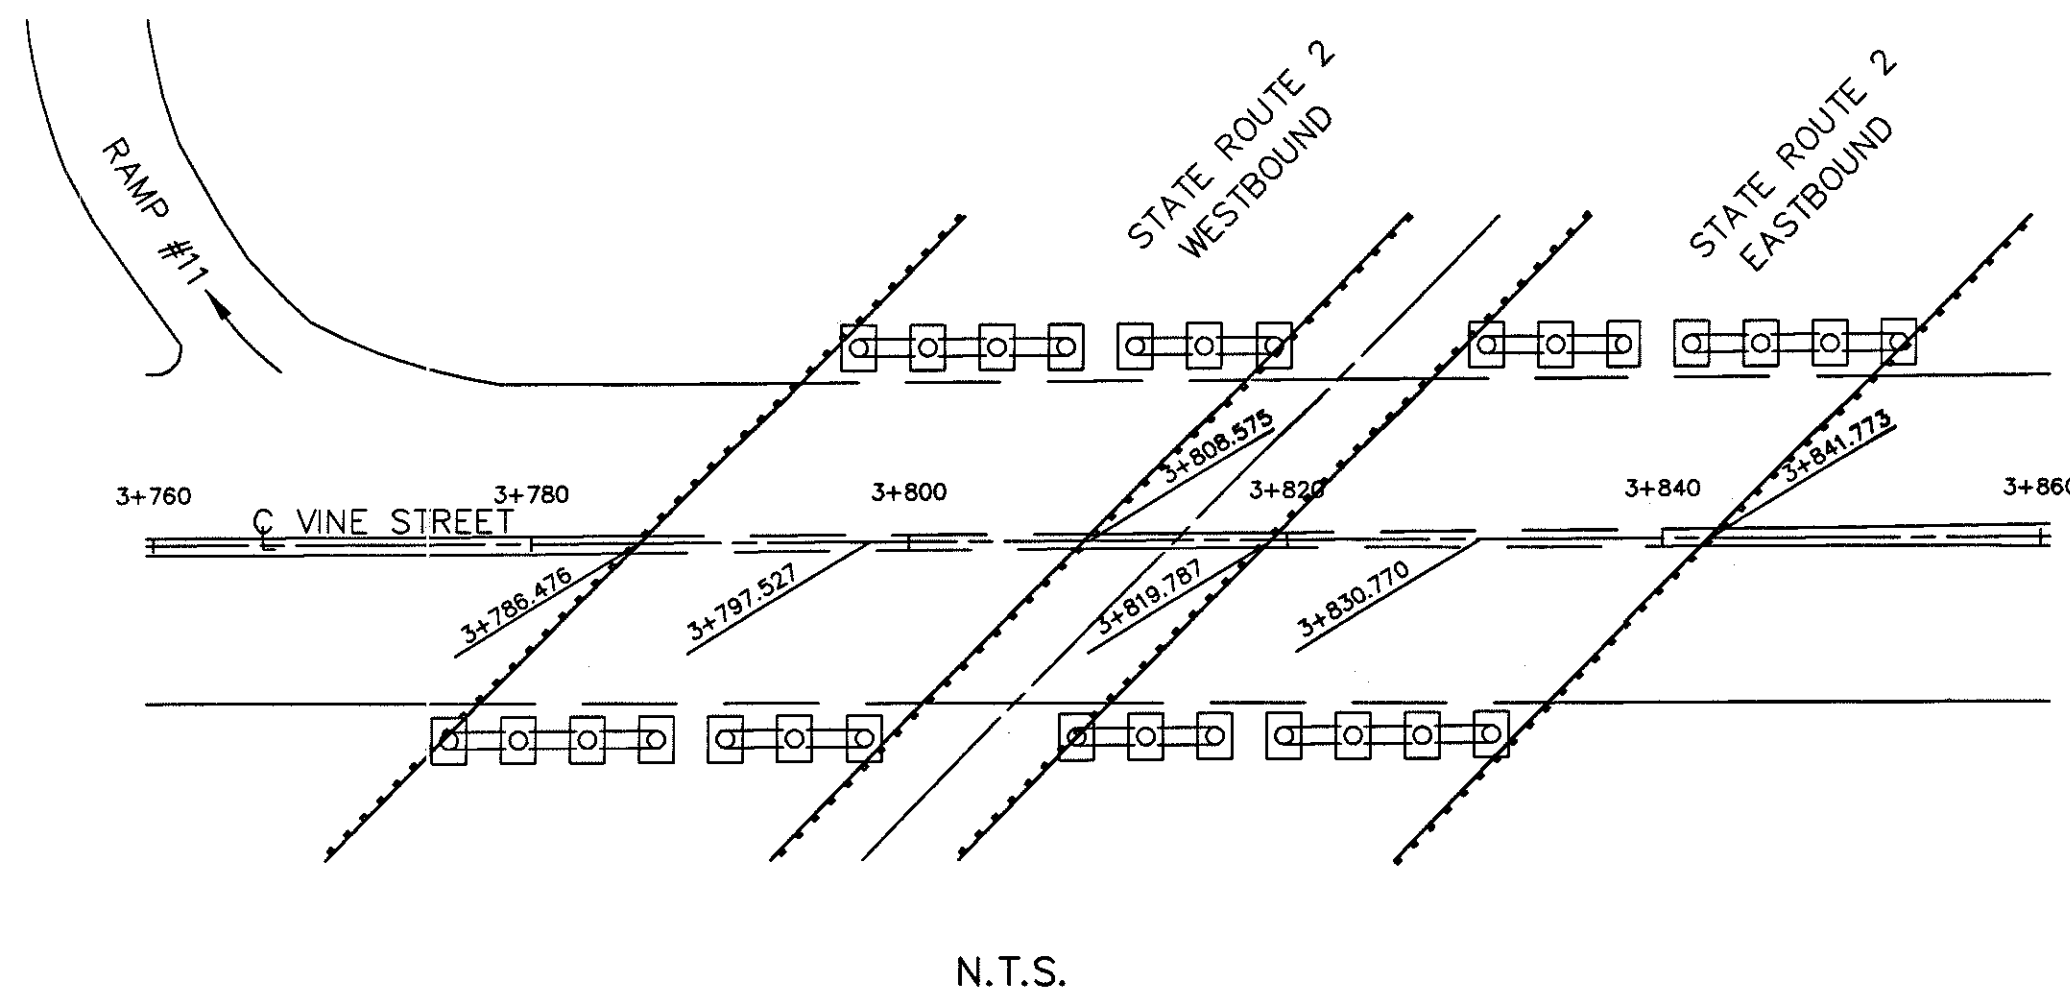 STATE ROUTE 2
WESTBOUND
STATE ROUTE 2
EASTBOUND
RAMP #11
3+808.575
3+841.773
3+760
3+780
3+800
3+820
3+840
3+860
℄ VINE STREET
3+786.476
3+797.527
3+819.787
3+830.770
N.T.S.